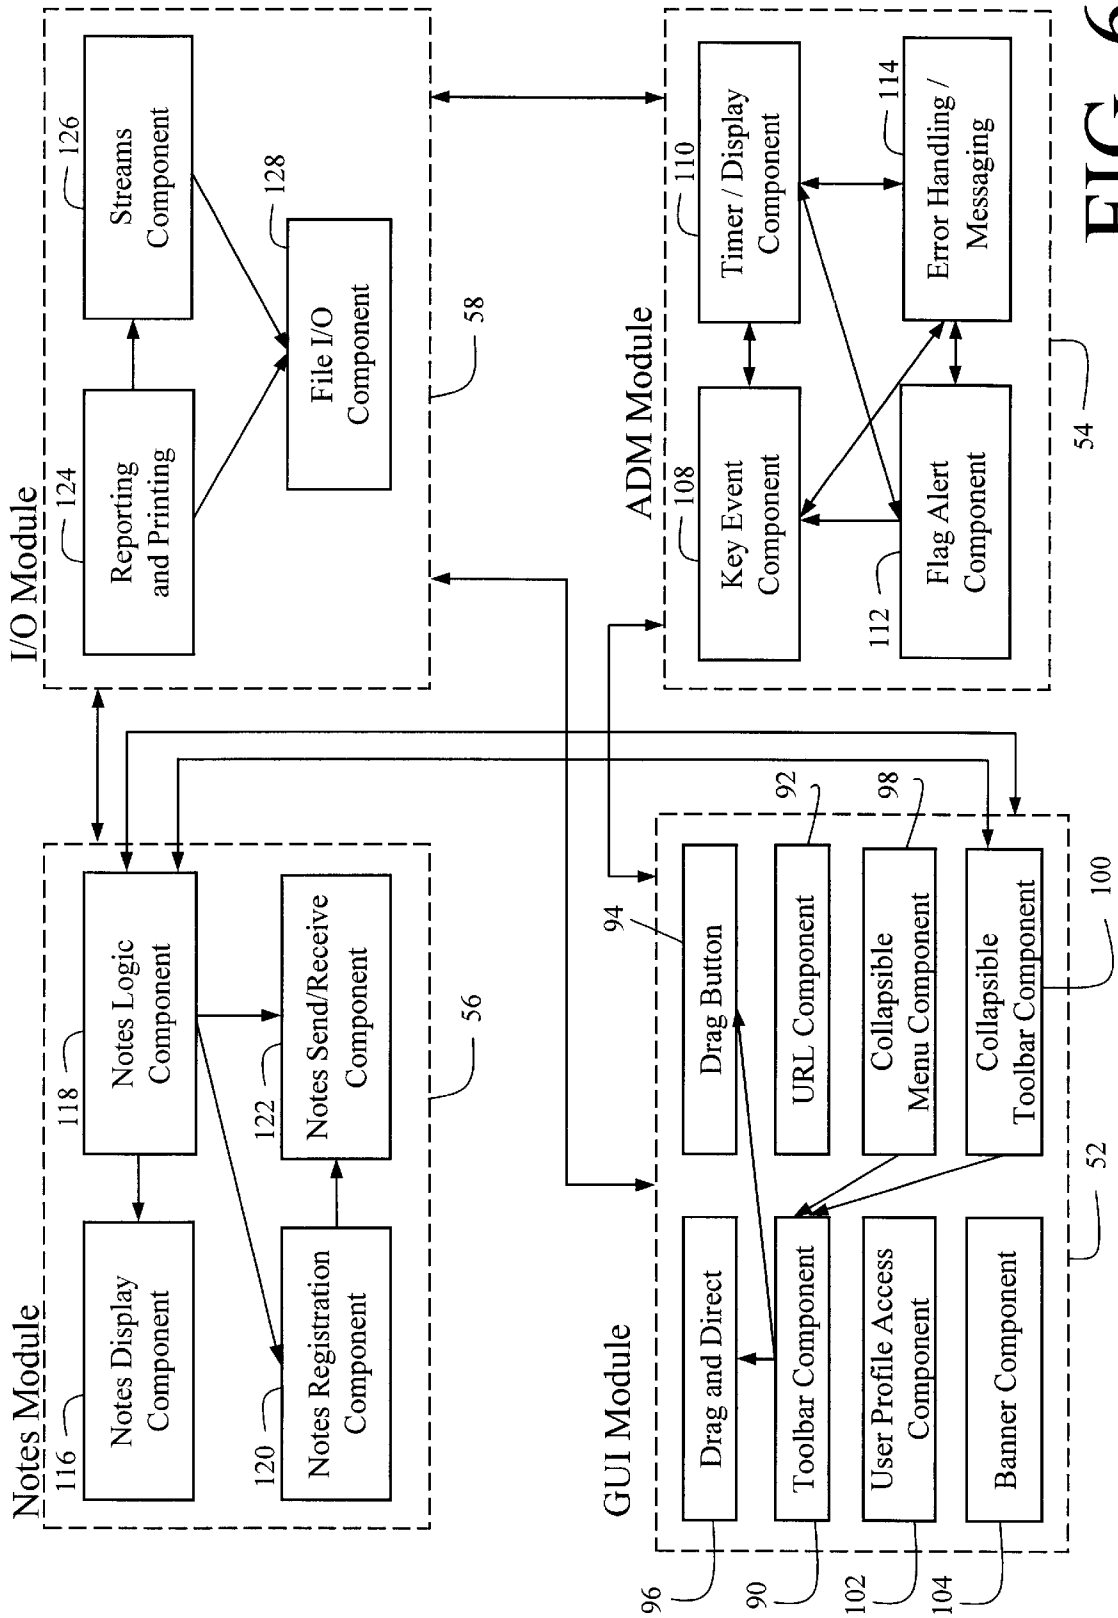 Notes Module
116
Notes Display
Component
118
Notes Logic
Component
120
Notes Registration
Component
122
Notes Send/Receive
Component
56
I/O Module
124
Reporting
and Printing
126
Streams
Component
128
File I/O
Component
58
GUI Module
96
Drag and Direct
94
Drag Button
90
Toolbar Component
92
URL Component
102
User Profile Access
Component
98
Collapsible
Menu Component
104
Banner Component
100
Collapsible
Toolbar Component
52
ADM Module
108
Key Event
Component
110
Timer / Display
Component
112
Flag Alert
Component
114
Error Handling /
Messaging
54
FIG. 6